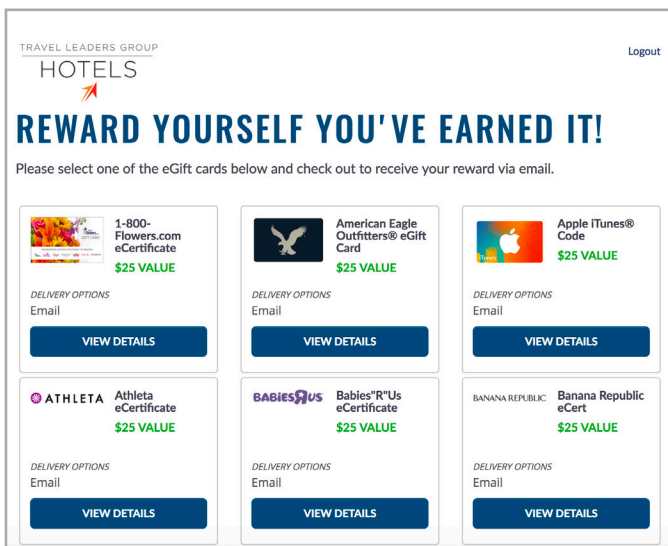 TRAVEL LEADERS GROUP
HOTELS
Logout
REWARD YOURSELF YOU'VE EARNED IT!
Please select one of the eGift cards below and check out to receive your reward via email.
GIFT CARD
1-800-
Flowers.com
eCertificate
$25 VALUE
DELIVERY OPTIONS
Email
VIEW DETAILS
American Eagle
Outfitters® eGift
Card
$25 VALUE
DELIVERY OPTIONS
Email
VIEW DETAILS
iTunes
Apple iTunes®
Code
$25 VALUE
DELIVERY OPTIONS
Email
VIEW DETAILS
ATHLETA
Athleta
eCertificate
$25 VALUE
DELIVERY OPTIONS
Email
VIEW DETAILS
BABIESRUS
Babies"R"Us
eCertificate
$25 VALUE
DELIVERY OPTIONS
Email
VIEW DETAILS
BANANA REPUBLIC
Banana Republic
eCert
$25 VALUE
DELIVERY OPTIONS
Email
VIEW DETAILS